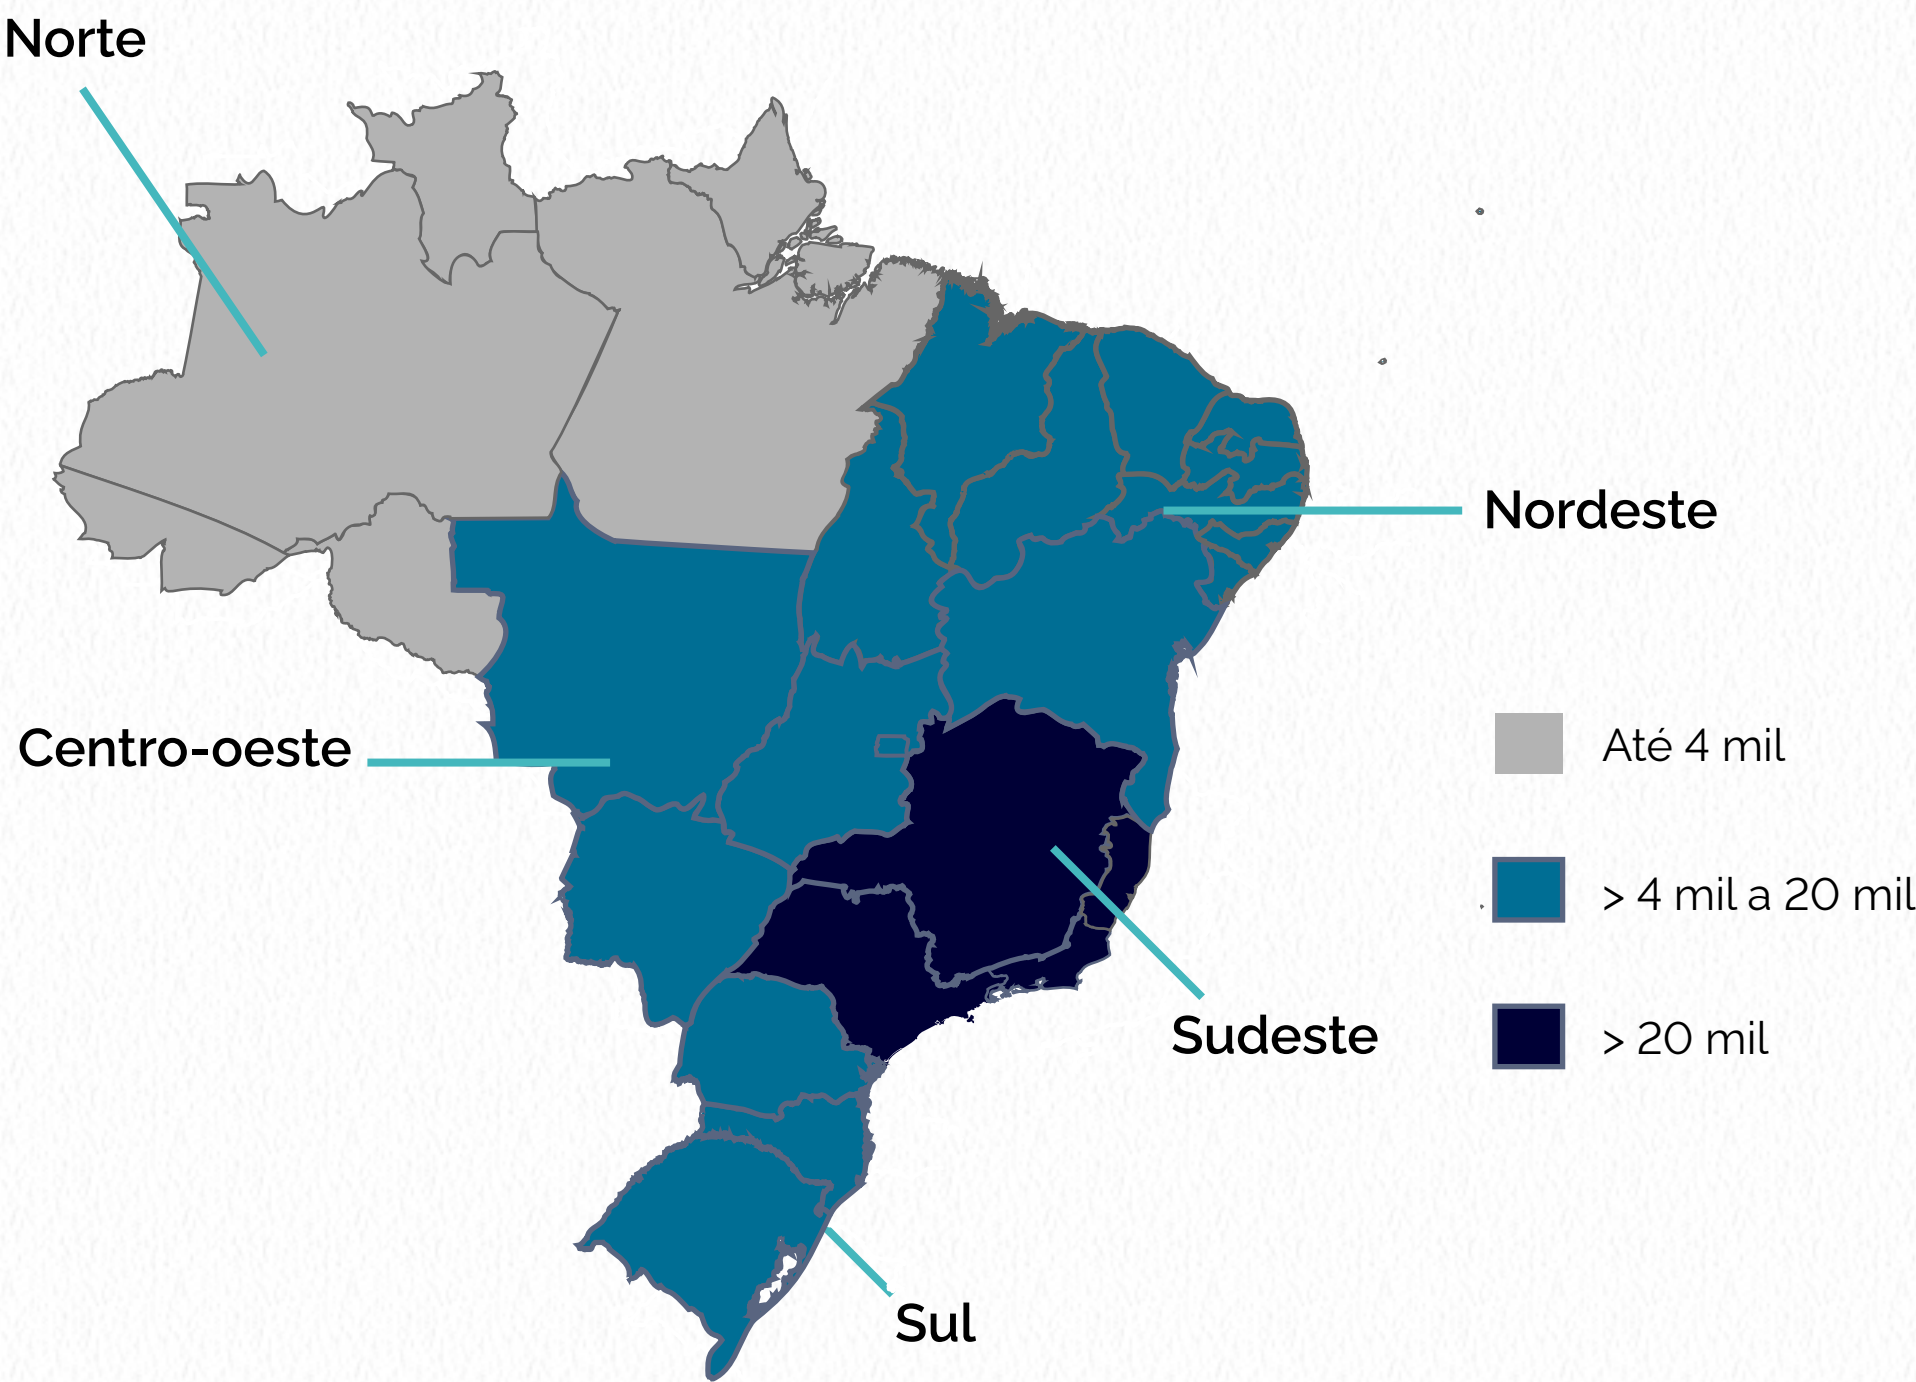 Norte
Nordeste
Centro-oeste
Até 4 mil
> 4 mil a 20 mil
> 20 mil
Sudeste
Sul